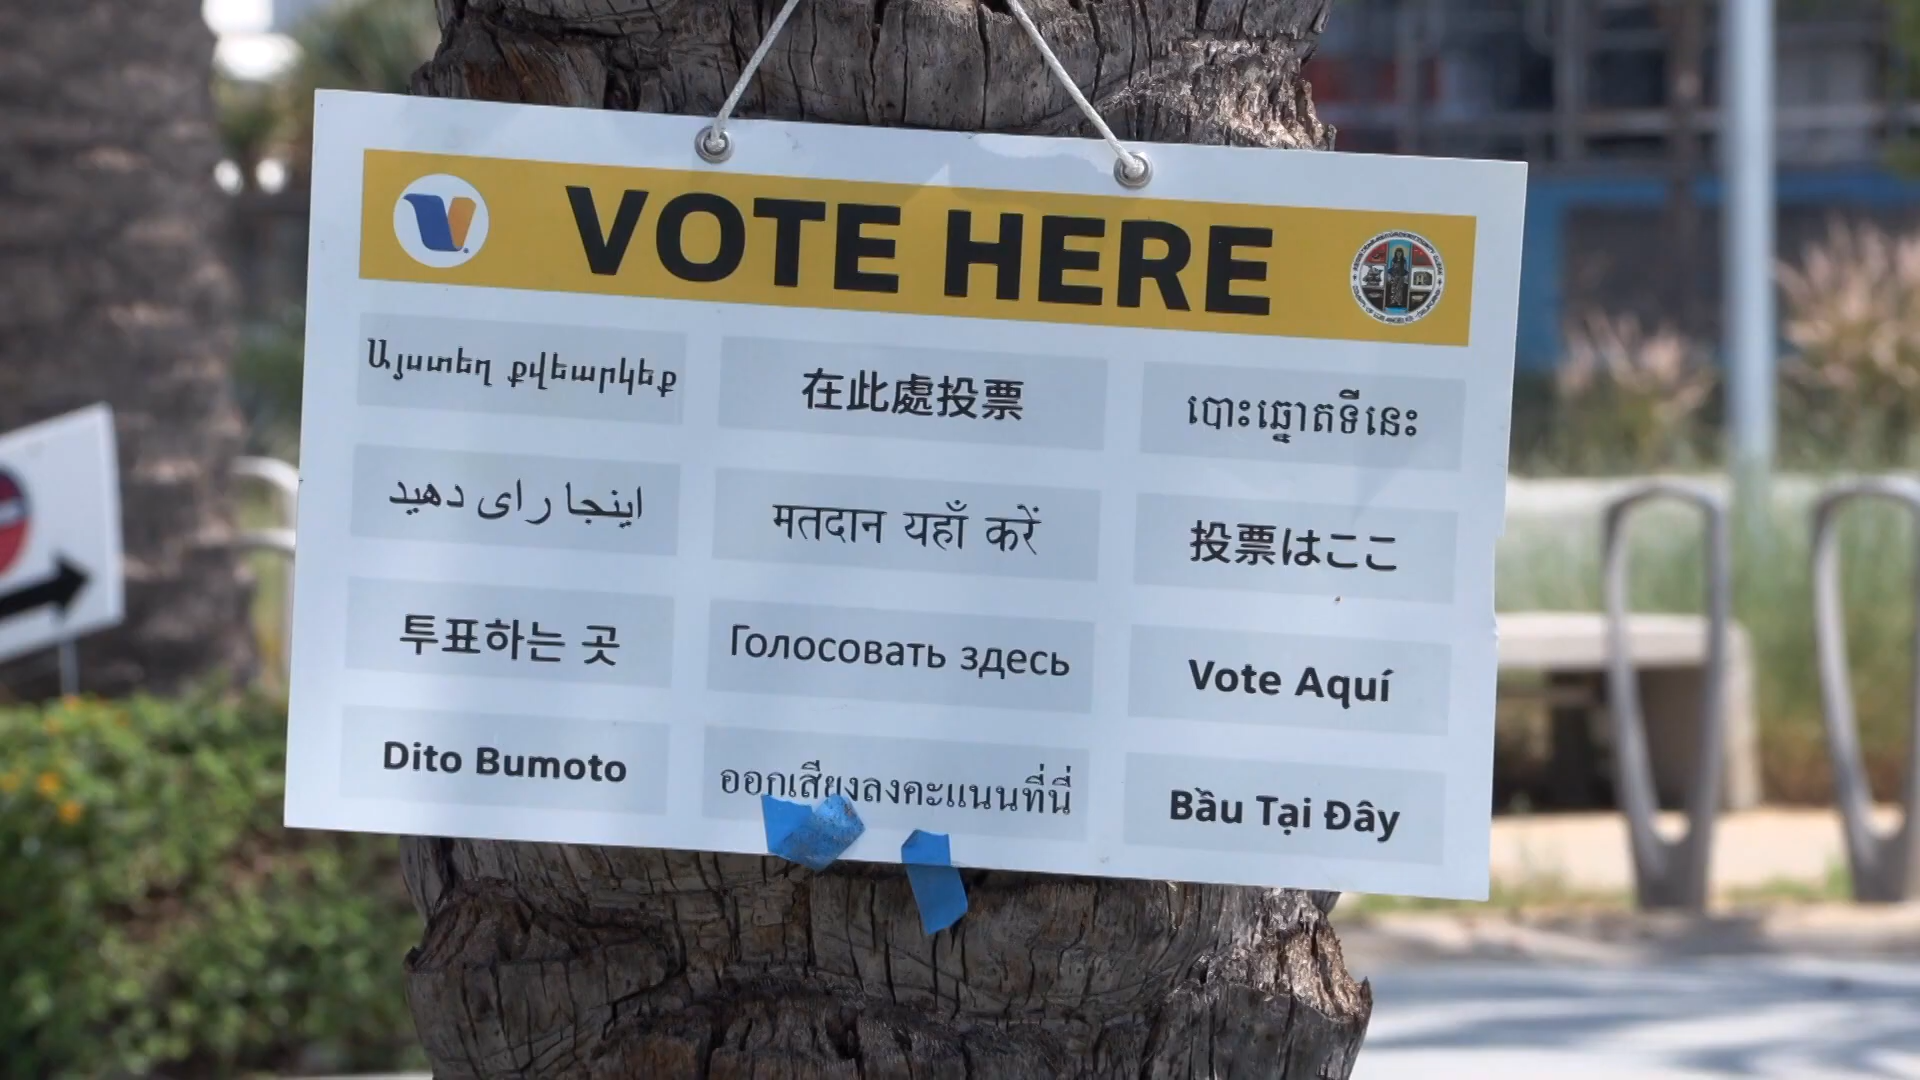 VOTE HERE
Այստեղ քվեարկեք
在此處投票
បោះឆ្នោតទីនេះ
اینجا رای دهید
मतदान यहाँ करें
投票はここ
투표하는 곳
Голосовать здесь
Vote Aquí
Dito Bumoto
ออกเสียงลงคะแนนที่นี่
Bầu Tại Đây